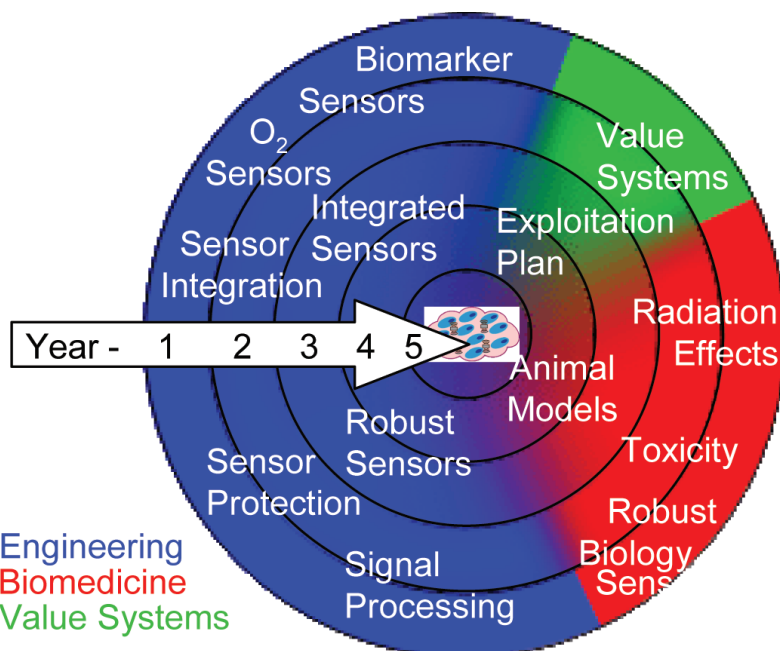 Biomarker
Sensors
O₂
Sensors
Value
Systems
Integrated
Sensors
Exploitation
Plan
Sensor
Integration
Radiation
Effects
Year - 1 2 3 4 5
Animal
Models
Robust
Sensors
Toxicity
Sensor
Protection
Robust
Biology
Signal
Processing
Engineering
Biomedicine
Value Systems